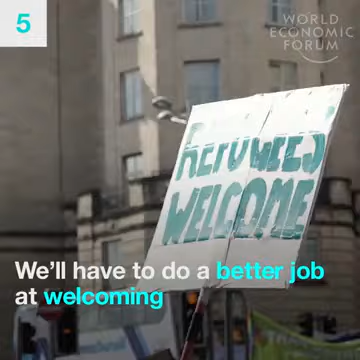 5
WORLD
ECONOMIC
FORUM
REFUGEES
WELCOME
We'll have to do a better job
at welcoming